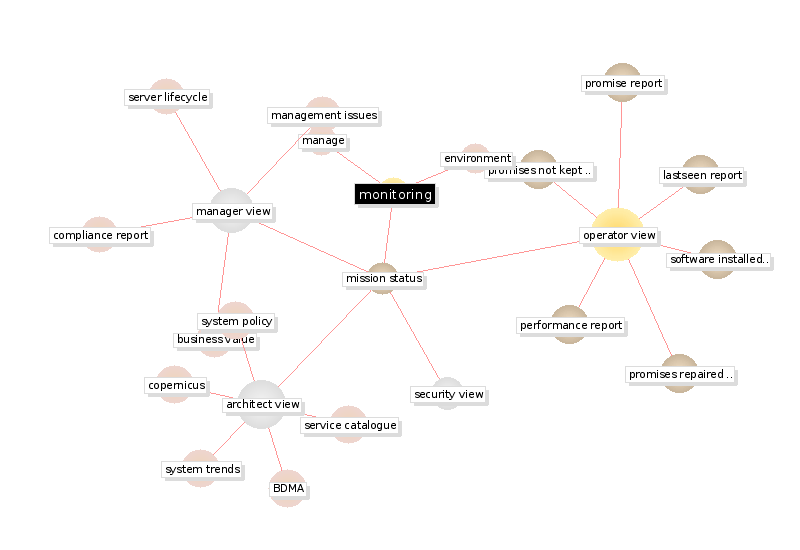 promise report
server lifecycle
management issues
manage
environment
promises not kept ..
lastseen report
monitoring
manager view
compliance report
operator view
software installed..
mission status
system policy
business value
performance report
promises repaired ..
copernicus
architect view
security view
service catalogue
system trends
BDMA